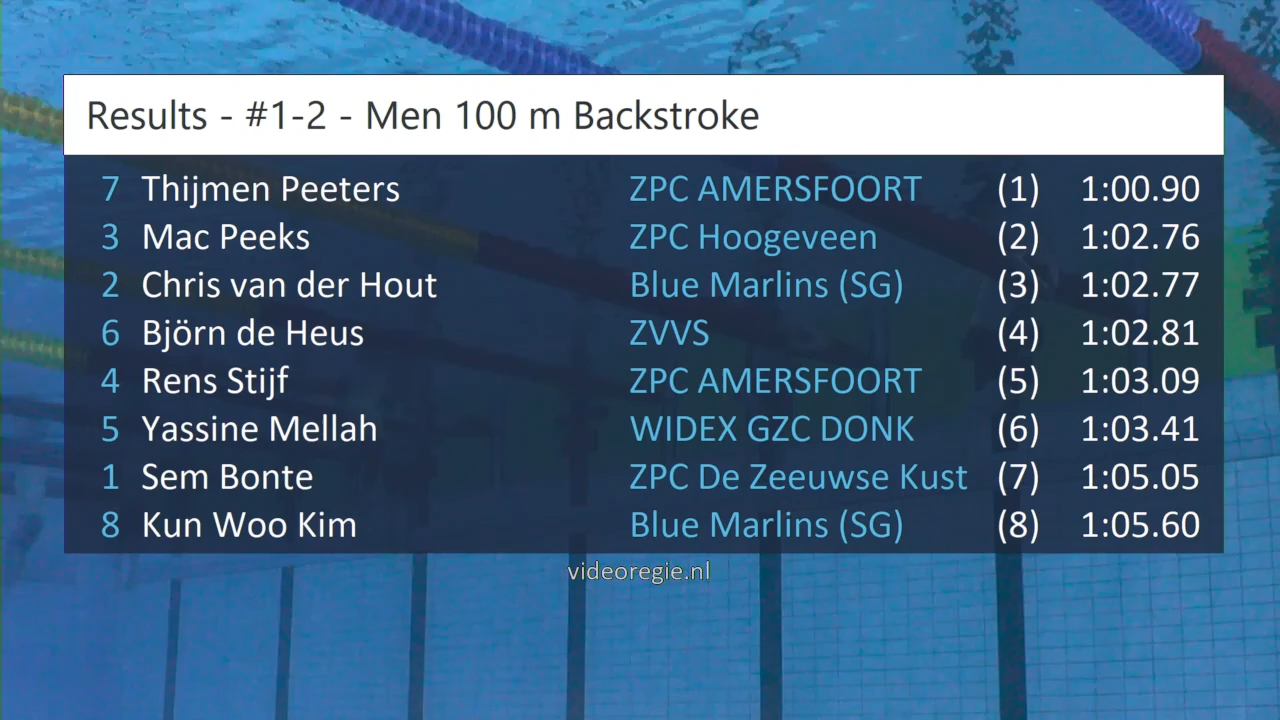 Results - #1-2 - Men 100 m Backstroke
7 Thijmen Peeters ZPC AMERSFOORT (1) 1:00.90
3 Mac Peeks ZPC Hoogeveen (2) 1:02.76
2 Chris van der Hout Blue Marlins (SG) (3) 1:02.77
6 Björn de Heus ZVVS (4) 1:02.81
4 Rens Stijf ZPC AMERSFOORT (5) 1:03.09
5 Yassine Mellah WIDEX GZC DONK (6) 1:03.41
1 Sem Bonte ZPC De Zeeuwse Kust (7) 1:05.05
8 Kun Woo Kim Blue Marlins (SG) (8) 1:05.60
videoregie.nl